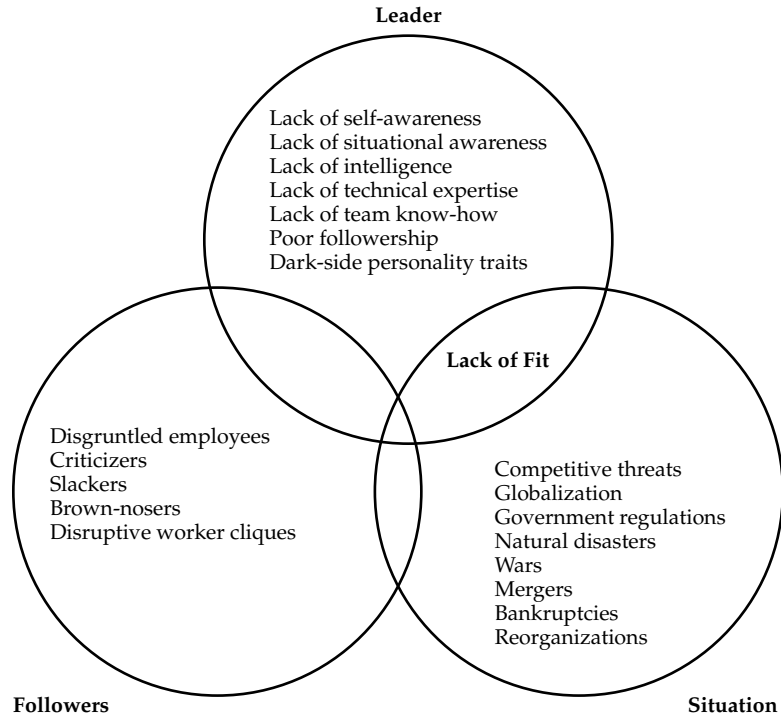 Leader
Lack of self-awareness
Lack of situational awareness
Lack of intelligence
Lack of technical expertise
Lack of team know-how
Poor followership
Dark-side personality traits
Lack of Fit
Disgruntled employees
Criticizers
Slackers
Brown-nosers
Disruptive worker cliques
Competitive threats
Globalization
Government regulations
Natural disasters
Wars
Mergers
Bankruptcies
Reorganizations
Followers
Situation